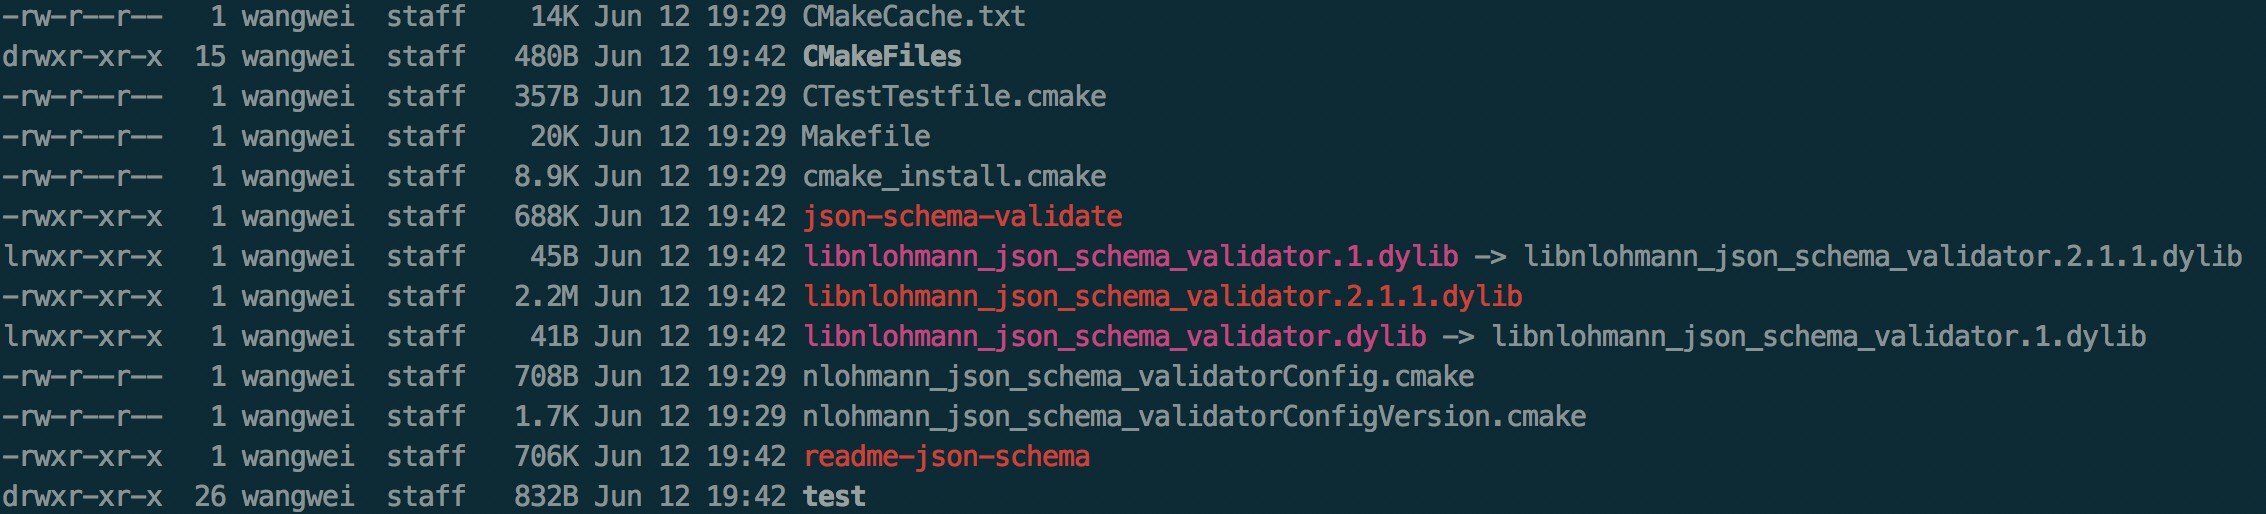 -rw-r--r-- 1 wangwei staff 14K Jun 12 19:29 CMakeCache.txt
drwxr-xr-x 15 wangwei staff 480B Jun 12 19:42 CMakeFiles
-rw-r--r-- 1 wangwei staff 357B Jun 12 19:29 CTestTestfile.cmake
-rw-r--r-- 1 wangwei staff 20K Jun 12 19:29 Makefile
-rw-r--r-- 1 wangwei staff 8.9K Jun 12 19:29 cmake_install.cmake
-rwxr-xr-x 1 wangwei staff 688K Jun 12 19:42 json-schema-validate
lrwxr-xr-x 1 wangwei staff 45B Jun 12 19:42 libnlohmann_json_schema_validator.1.dylib -> libnlohmann_json_schema_validator.2.1.1.dylib
-rwxr-xr-x 1 wangwei staff 2.2M Jun 12 19:42 libnlohmann_json_schema_validator.2.1.1.dylib
lrwxr-xr-x 1 wangwei staff 41B Jun 12 19:42 libnlohmann_json_schema_validator.dylib -> libnlohmann_json_schema_validator.1.dylib
-rw-r--r-- 1 wangwei staff 708B Jun 12 19:29 nlohmann_json_schema_validatorConfig.cmake
-rw-r--r-- 1 wangwei staff 1.7K Jun 12 19:29 nlohmann_json_schema_validatorConfigVersion.cmake
-rwxr-xr-x 1 wangwei staff 706K Jun 12 19:42 readme-json-schema
drwxr-xr-x 26 wangwei staff 832B Jun 12 19:42 test